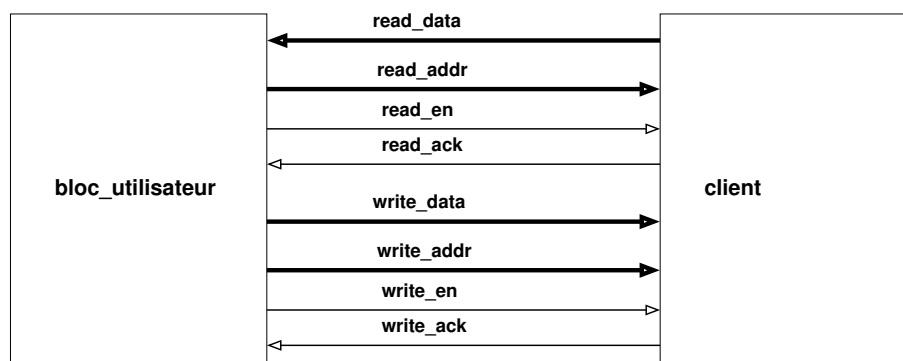 read_data
read_addr
read_en
read_ack
bloc_utilisateur
client
write_data
write_addr
write_en
write_ack